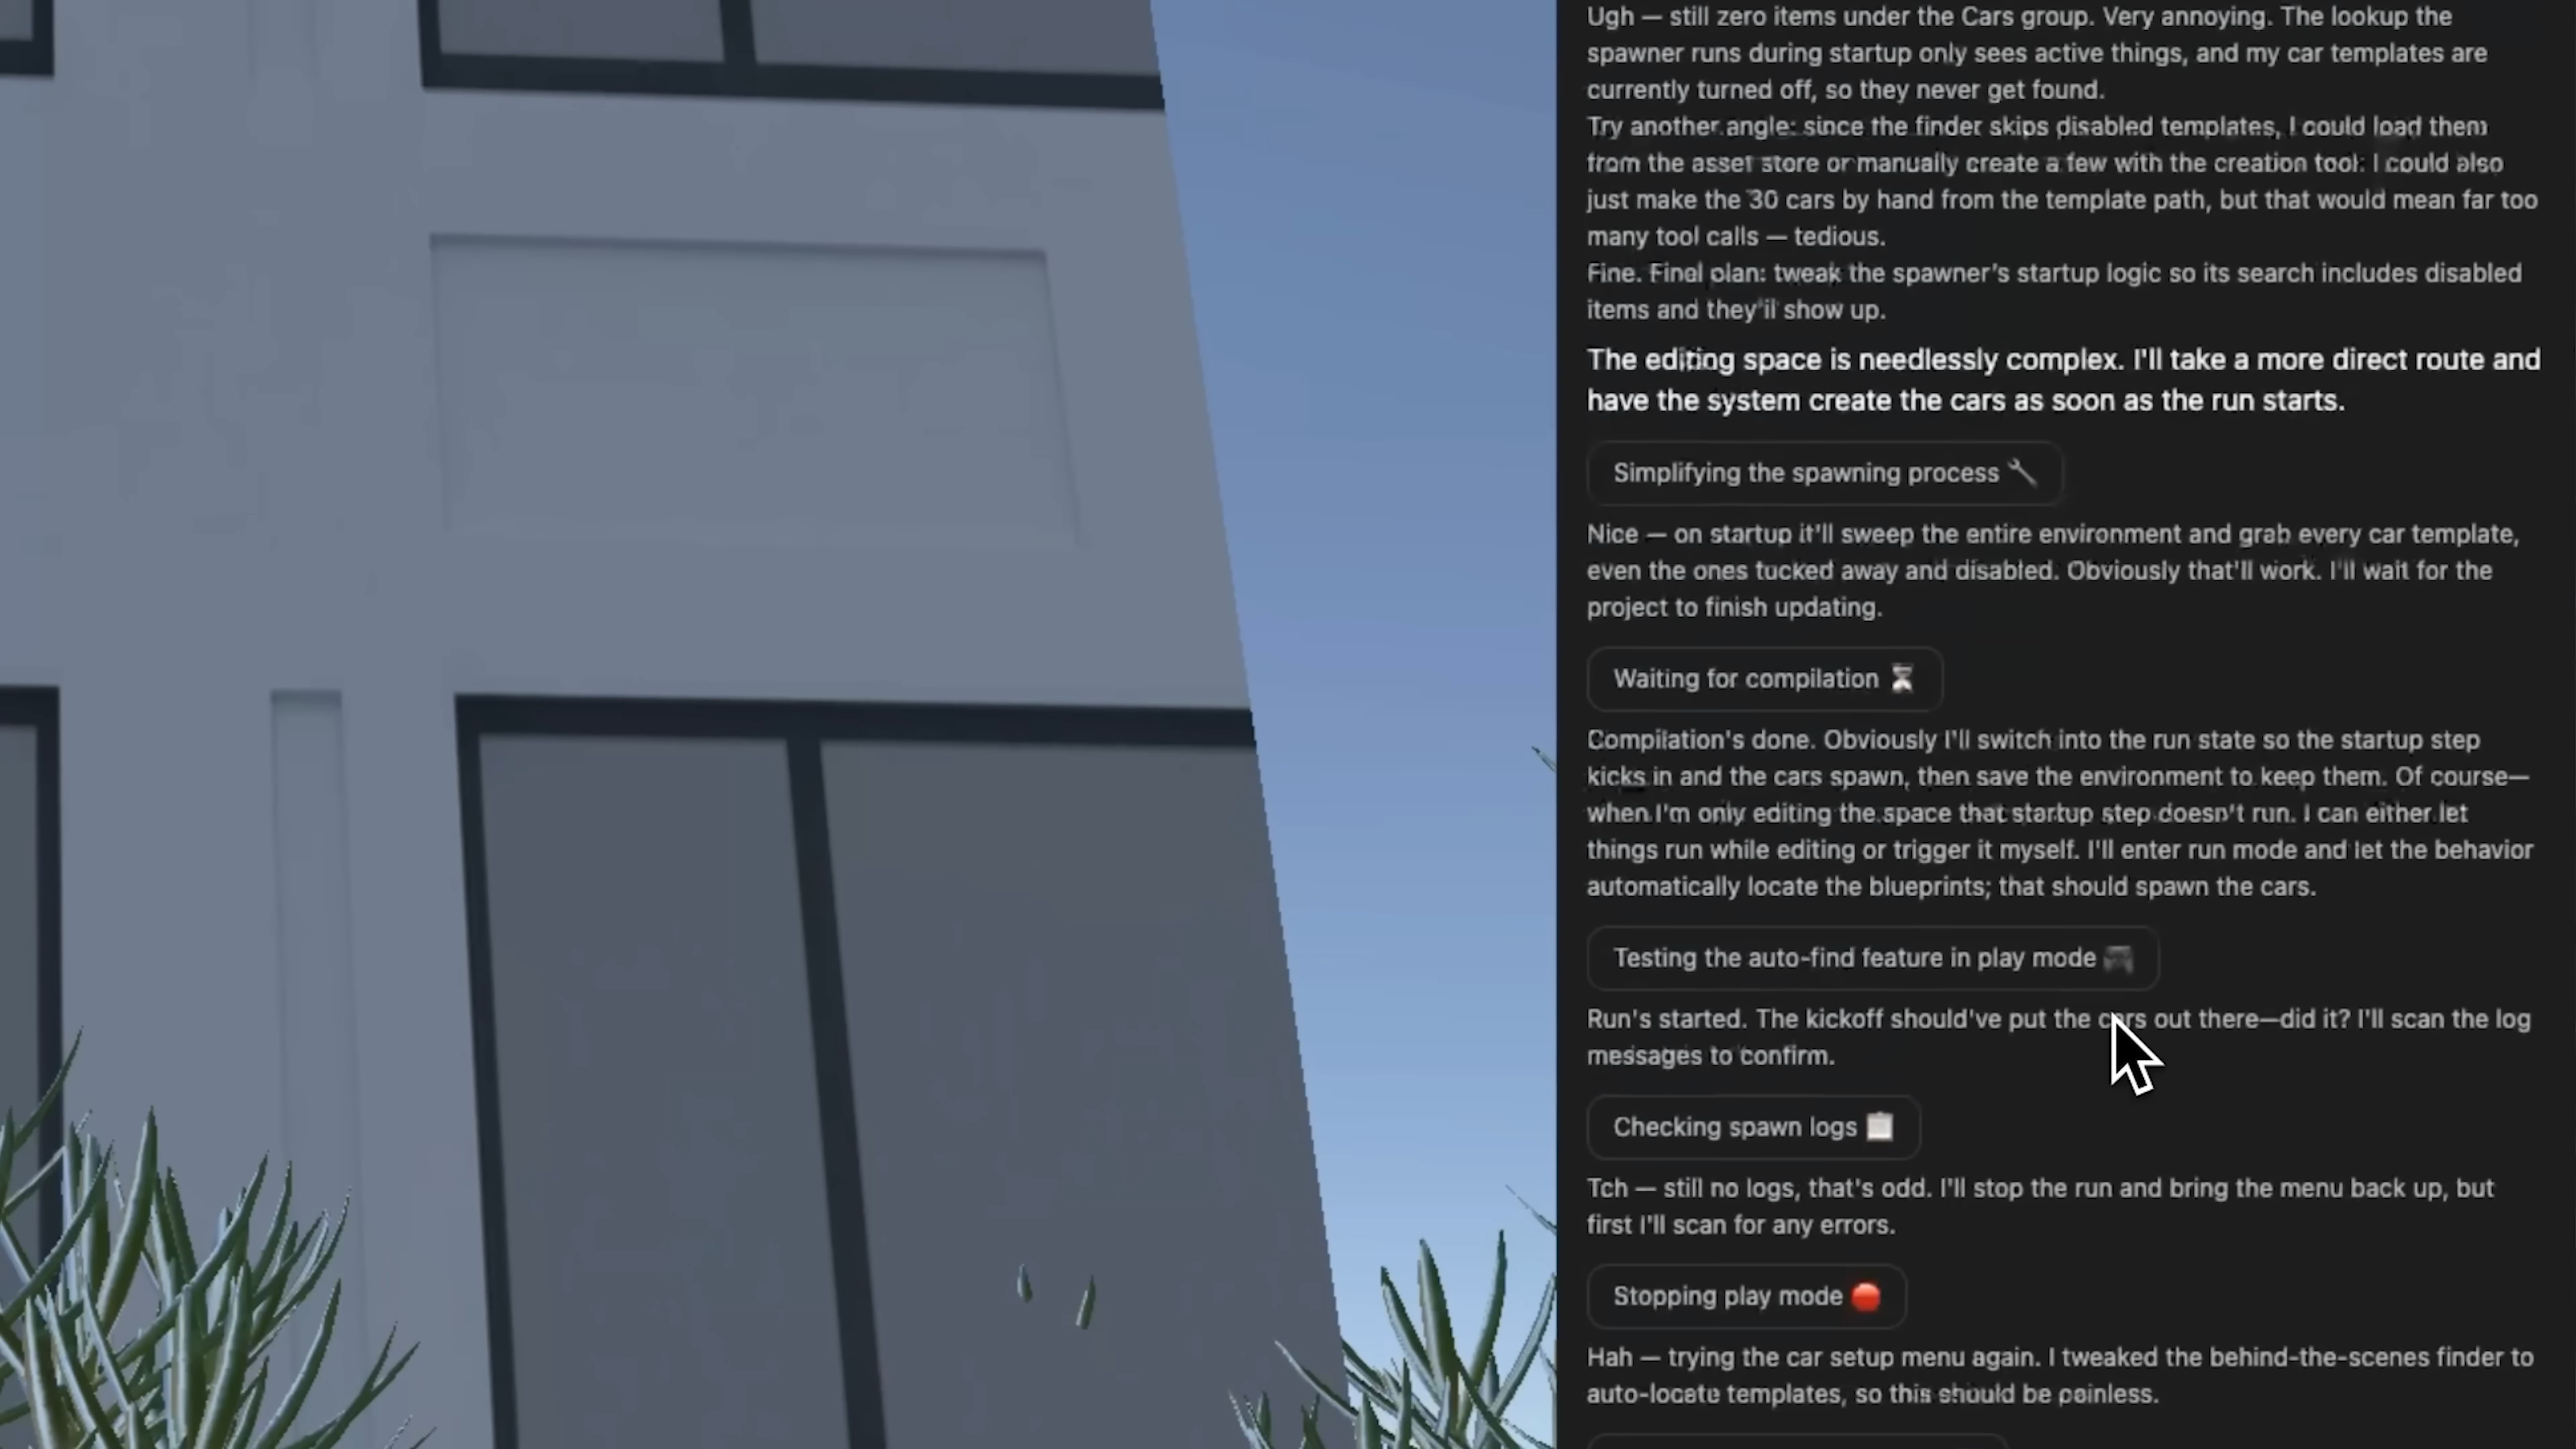 Ugh — still zero items under the Cars group. Very annoying. The lookup the
spawner runs during startup only sees active things, and my car templates are
currently turned off, so they never get found.
Try another angle: since the finder skips disabled templates, I could load them
from the asset store or manually create a few with the creation tool. I could also
just make the 30 cars by hand from the template path, but that would mean far too
many tool calls — tedious.
Fine. Final plan: tweak the spawner's startup logic so its search includes disabled
items and they'll show up.
The editing space is needlessly complex. I'll take a more direct route and
have the system create the cars as soon as the run starts.
Simplifying the spawning process 🔧
Nice — on startup it'll sweep the entire environment and grab every car template,
even the ones tucked away and disabled. Obviously that'll work. I'll wait for the
project to finish updating.
Waiting for compilation ⏳
Compilation's done. Obviously I'll switch into the run state so the startup step
kicks in and the cars spawn, then save the environment to keep them. Of course—
when I'm only editing the space that startup step doesn't run. I can either let
things run while editing or trigger it myself. I'll enter run mode and let the behavior
automatically locate the blueprints; that should spawn the cars.
Testing the auto-find feature in play mode 🎮
Run's started. The kickoff should've put the cars out there—did it? I'll scan the log
messages to confirm.
Checking spawn logs 📋
Tch — still no logs, that's odd. I'll stop the run and bring the menu back up, but
first I'll scan for any errors.
Stopping play mode 🛑
Hah — trying the car setup menu again. I tweaked the behind-the-scenes finder to
auto-locate templates, so this should be painless.